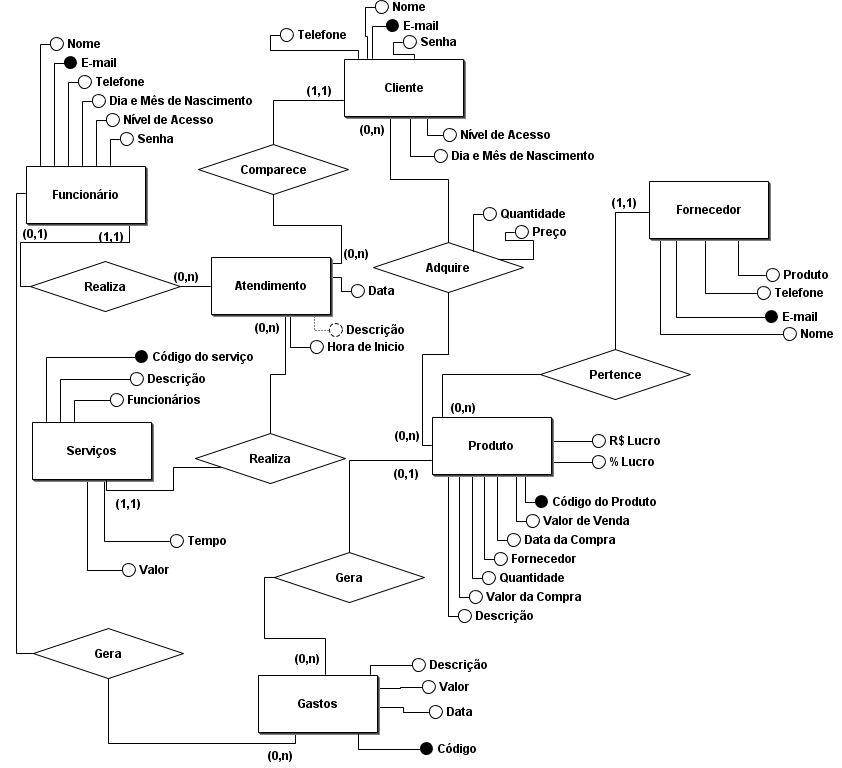 Nome
E-mail
Telefone
Senha
Nome
E-mail
Telefone
Dia e Mês de Nascimento
Nível de Acesso
Senha
Cliente
(1,1)
(0,n)
Nível de Acesso
Dia e Mês de Nascimento
Comparece
Funcionário
(0,1)
(1,1)
Fornecedor
(1,1)
Quantidade
Preço
Adquire
(0,n)
Realiza
(0,n)
Atendimento
Data
(0,n)
Descrição
Hora de Inicio
Produto
Telefone
E-mail
Nome
Código do serviço
Descrição
Funcionários
Pertence
(0,n)
Serviços
Realiza
(1,1)
(0,n)
Produto
(0,1)
R$ Lucro
% Lucro
Código do Produto
Valor de Venda
Data da Compra
Fornecedor
Quantidade
Valor da Compra
Descrição
Tempo
Valor
Gera
Gera
(0,n)
Gastos
Descrição
Valor
Data
Código
(0,n)